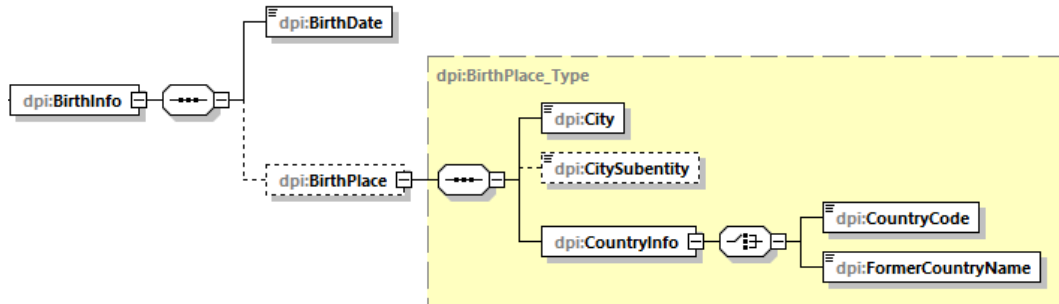 dpi:BirthDate
dpi:BirthPlace_Type
dpi:BirthInfo
dpi:City
dpi:CitySubentity
dpi:BirthPlace
dpi:CountryCode
dpi:CountryInfo
dpi:FormerCountryName